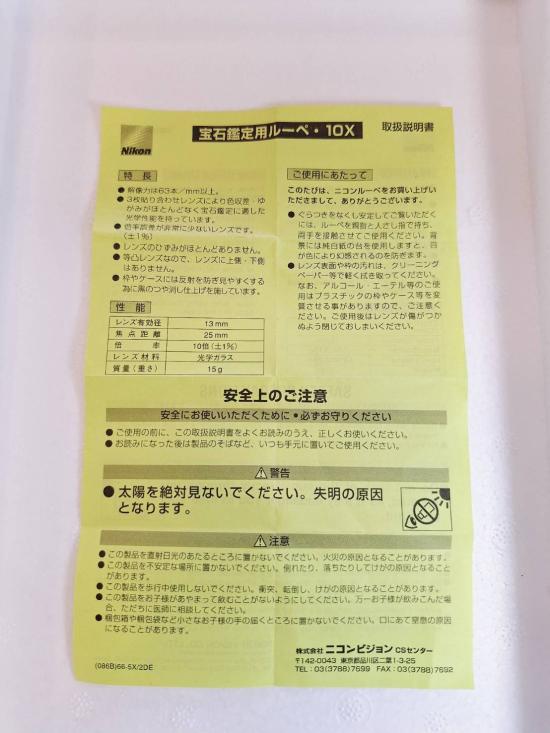 Nikon
宝石鑑定用ルーペ・10X
取扱説明書
特長
● 解像力は63本/mm以上。
● 3枚貼り合わせレンズにより色収差・ゆ
がみがほとんどなく宝石鑑定に適した
光学性能を持っています。
● 倍率誤差が非常に少ないレンズです。
(±1%)
● レンズのひずみがほとんどありません。
● 等凸レンズなので、レンズに上側・下側
はありません。
● 枠やケースには反射を防ぎ見やすくする
為に黒のつや消し仕上げを施しています。
性能
レンズ有効径 13mm
焦点距離 25mm
倍率 10倍(±1%)
レンズ材料 光学ガラス
質量(重さ) 15g
ご使用にあたって
このたびは、ニコンルーペをお買い上げい
ただきまして、ありがとうございます。
● ぐらつきをなくし安定してご覧いただく
には、ルーペを親指と人さし指で持ち、
両手を接触させてご使用ください。背
景には純白紙の台を使用しますと、目
が色により幻惑されるのを防ぎます。
● レンズ表面や枠の汚れは、クリーニング
ペーパー等で軽く拭き取ってください。
なお、アルコール・エーテル等のご使
用はプラスチックの枠やケース等を変
質させる事がありますので、ご注意く
ださい。ご使用後はレンズが傷がつか
ぬよう閉じておしまいください。
安全上のご注意
安全にお使いいただくために●必ずお守りください
● ご使用の前に、この取扱説明書をよくお読みのうえ、正しくお使いください。
● お読みになった後は製品のそばなど、いつも手元に置いてご使用ください。
⚠警告
● 太陽を絶対見ないでください。失明の原因
となります。
⚠注意
● この製品を直射日光のあたるところに置かないでください。火災の原因となることがあります。
● この製品を不安定な場所に置かないでください。倒れたり、落ちたりしてけがの原因となること
があります。
● この製品を歩行中使用しないでください。衝突、転倒し、けがの原因となることがあります。
● この製品をお子様があやまって飲むことがないようにしてください。万一お子様が飲みこんだ場
合、ただちに医師に相談してください。
● 梱包箱や梱包袋など小さなお子様の手の届くところに置かないでください。口にあて窒息の原因
になることがあります。
(086B)66-5X/2DE
株式会社 ニコンビジョン CSセンター
〒142-0043 東京都品川区二葉1-3-25
TEL:03(3788)7699 FAX:03(3788)7692